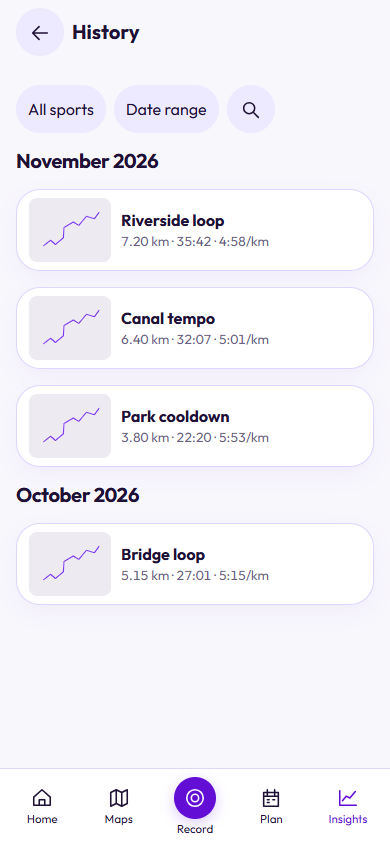 History
All sports
Date range
November 2026
Riverside loop
7.20 km · 35:42 · 4:58/km
Canal tempo
6.40 km · 32:07 · 5:01/km
Park cooldown
3.80 km · 22:20 · 5:53/km
October 2026
Bridge loop
5.15 km · 27:01 · 5:15/km
Home
Maps
Record
Plan
Insights